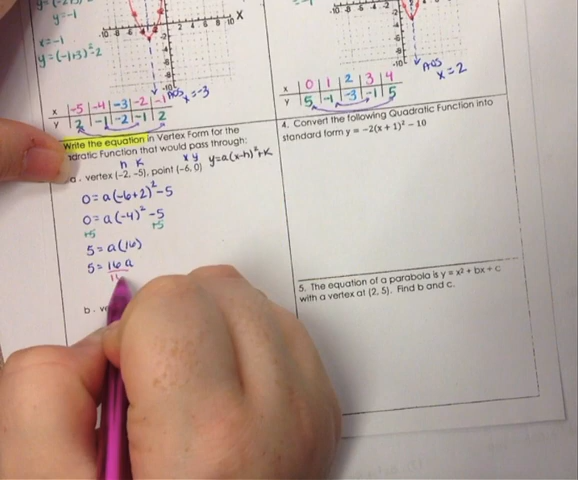 y=-1
x=-1
y=(-1+3)²-2
X
AOS x=-3
x -5 -4 -3 -2 -1
y 2 -1 -2 -1 2
AOS
x=2
x 0 1 2 3 4
y 5 -1 -3 -1 5
Write the equation in Vertex Form for the
Function that would pass through:
h k x y y=a(x-h)²+k
a. vertex (-2, -5), point (-6, 0)
0=a(-6+2)²-5
0=a(-4)²-5
+5 +5
5=a(16)
5=16a
b.
4. Convert the following Quadratic Function into
standard form y = -2(x + 1)² - 10
5. The equation of a parabola is y = x² + bx + c
with a vertex at (2, 5). Find b and c.